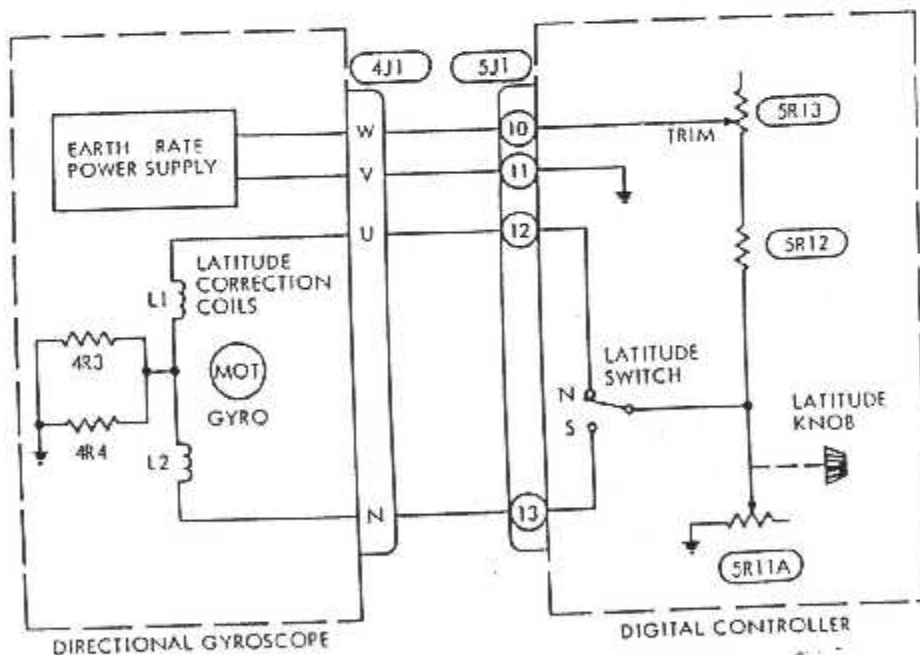 4J1
5J1
EARTH RATE
POWER SUPPLY
W
10
TRIM
5R13
V
11
U
12
5R12
LATITUDE
CORRECTION
COILS
L1
4R3
MOT
GYRO
4R4
L2
LATITUDE
SWITCH
N
S
LATITUDE
KNOB
N
13
5R11A
DIRECTIONAL GYROSCOPE
DIGITAL CONTROLLER